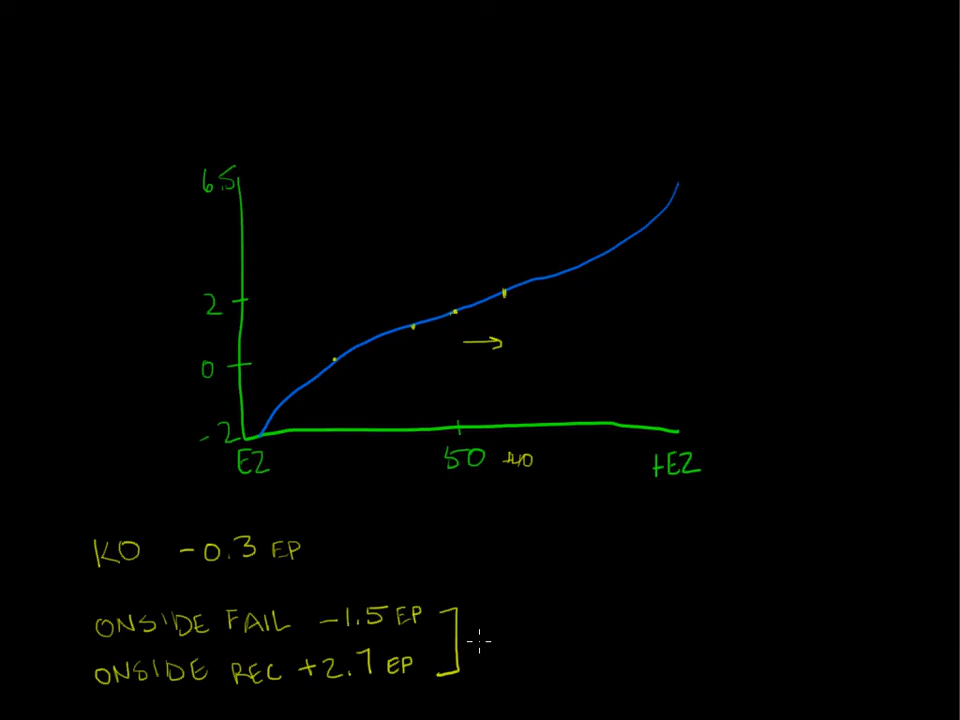 6.5
2
0
-2
EZ 50 +40 +EZ
KO -0.3 EP
ONSIDE FAIL -1.5 EP
ONSIDE REC +2.7 EP